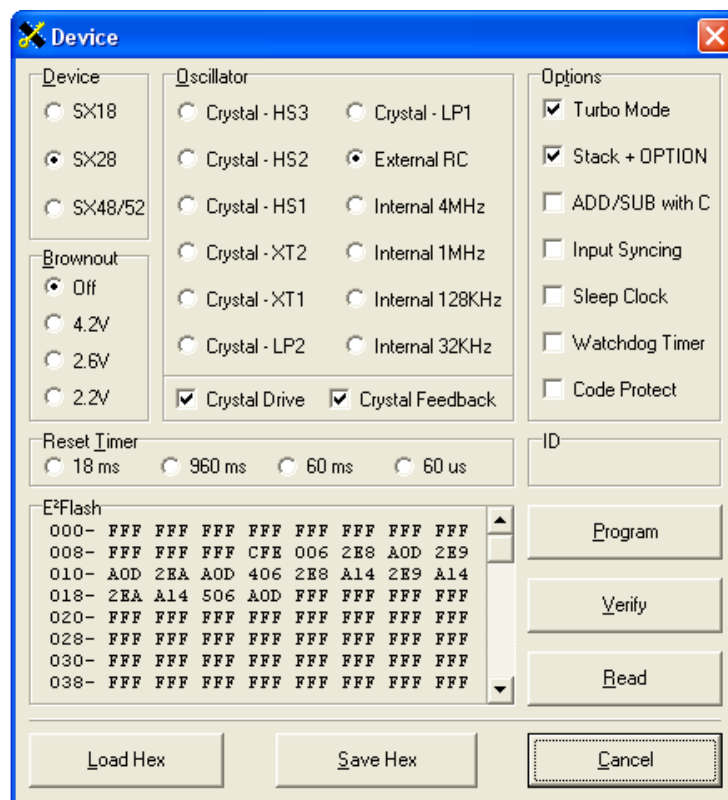 Device
Device
SX18
SX28
SX48/52
Brownout
Off
4.2V
2.6V
2.2V
Oscillator
Crystal - HS3
Crystal - HS2
Crystal - HS1
Crystal - XT2
Crystal - XT1
Crystal - LP2
Crystal - LP1
External RC
Internal 4MHz
Internal 1MHz
Internal 128KHz
Internal 32KHz
Crystal Drive
Crystal Feedback
Options
Turbo Mode
Stack + OPTION
ADD/SUB with C
Input Syncing
Sleep Clock
Watchdog Timer
Code Protect
Reset Timer
18 ms 960 ms 60 ms 60 us
ID
E²Flash
000- FFF FFF FFF FFF FFF FFF FFF FFF
008- FFF FFF FFF CFE 006 2E8 A0D 2E9
010- A0D 2EA A0D 406 2E8 A14 2E9 A14
018- 2EA A14 506 A0D FFF FFF FFF FFF
020- FFF FFF FFF FFF FFF FFF FFF FFF
028- FFF FFF FFF FFF FFF FFF FFF FFF
030- FFF FFF FFF FFF FFF FFF FFF FFF
038- FFF FFF FFF FFF FFF FFF FFF FFF
Program
Verify
Read
Load Hex
Save Hex
Cancel